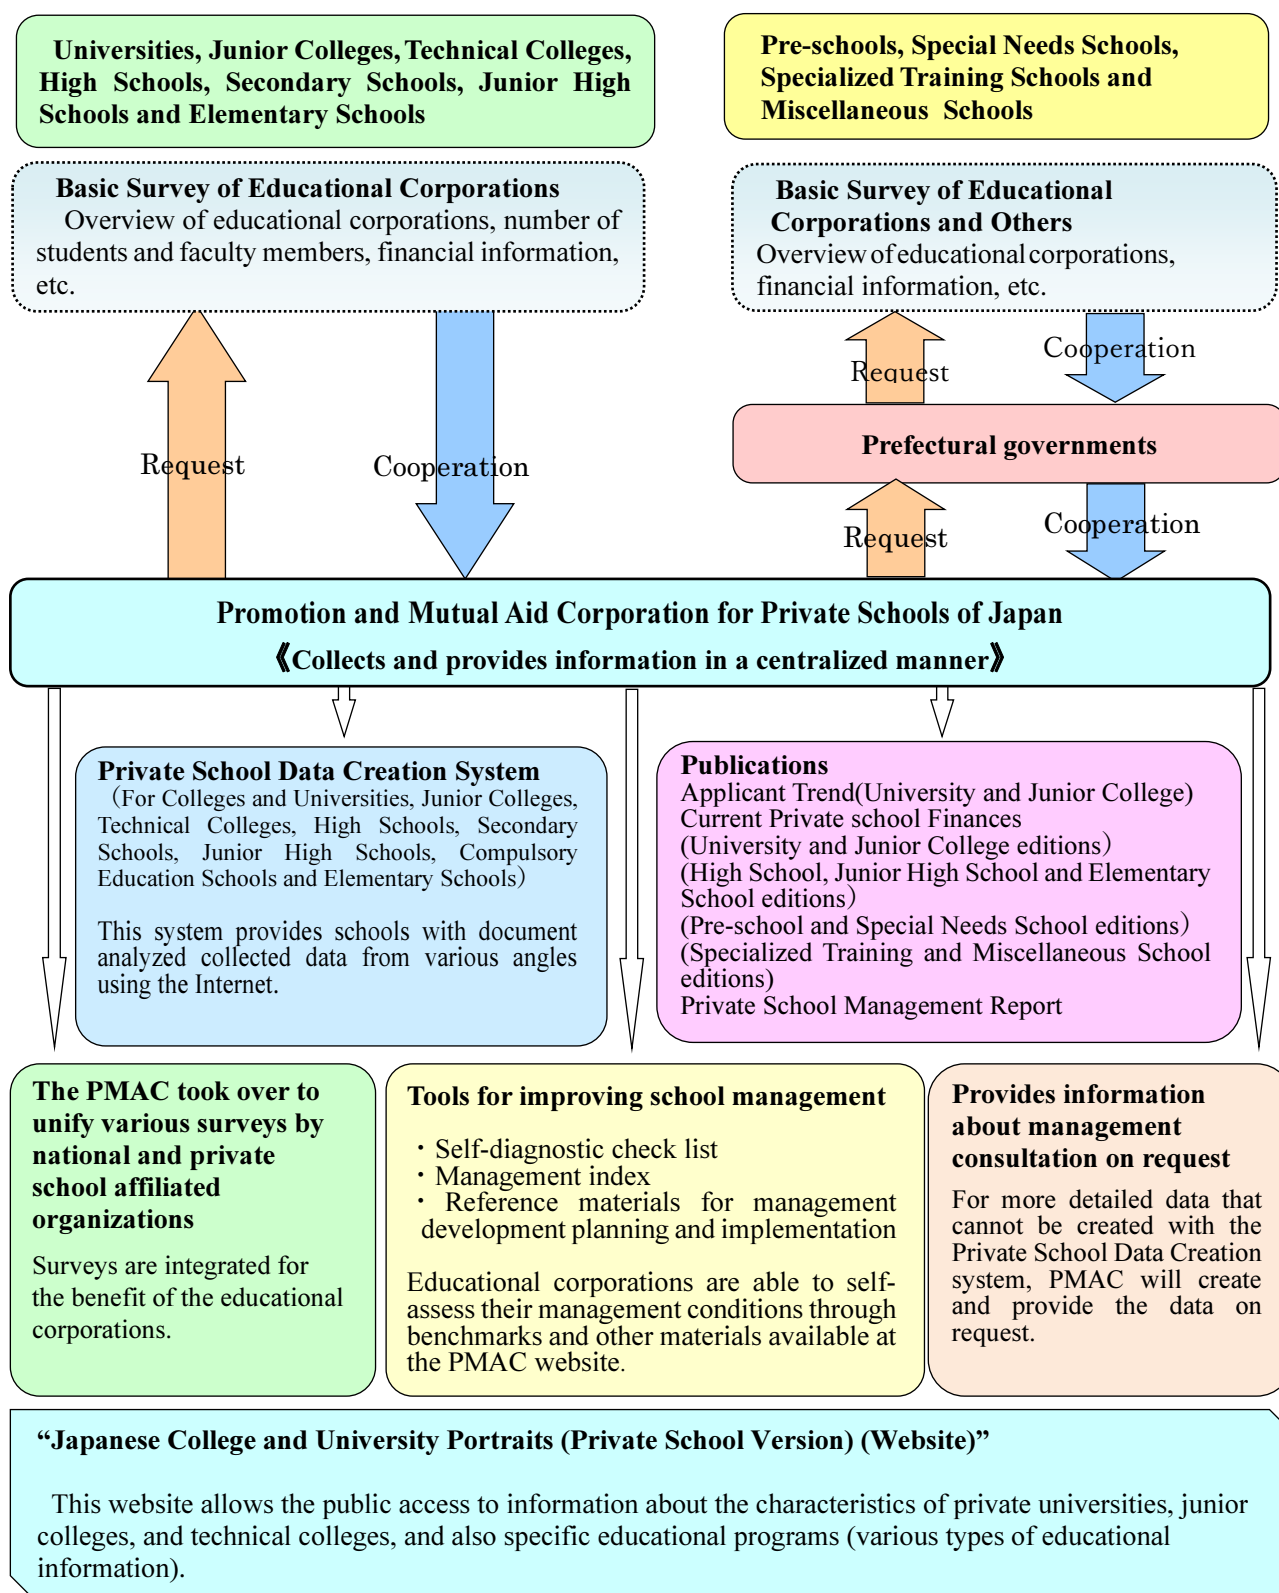 Universities, Junior Colleges, Technical Colleges,
High Schools, Secondary Schools, Junior High
Schools and Elementary Schools
Pre-schools, Special Needs Schools,
Specialized Training Schools and
Miscellaneous Schools
Basic Survey of Educational Corporations
Overview of educational corporations, number of
students and faculty members, financial information,
etc.
Basic Survey of Educational
Corporations and Others
Overview of educational corporations,
financial information, etc.
Request
Cooperation
Request
Cooperation
Prefectural governments
Request
Cooperation
Promotion and Mutual Aid Corporation for Private Schools of Japan
《Collects and provides information in a centralized manner》
Private School Data Creation System
（For Colleges and Universities, Junior Colleges,
Technical Colleges, High Schools, Secondary
Schools, Junior High Schools, Compulsory
Education Schools and Elementary Schools）
This system provides schools with document
analyzed collected data from various angles
using the Internet.
Publications
Applicant Trend(University and Junior College)
Current Private school Finances
(University and Junior College editions）
(High School, Junior High School and Elementary
School editions）
(Pre-school and Special Needs School editions）
(Specialized Training and Miscellaneous School
editions)
Private School Management Report
The PMAC took over to
unify various surveys by
national and private
school affiliated
organizations
Surveys are integrated for
the benefit of the educational
corporations.
Tools for improving school management
・Self-diagnostic check list
・Management index
・Reference materials for management
development planning and implementation
Educational corporations are able to self-
assess their management conditions through
benchmarks and other materials available at
the PMAC website.
Provides information
about management
consultation on request
For more detailed data that
cannot be created with the
Private School Data Creation
system, PMAC will create
and provide the data on
request.
“Japanese College and University Portraits (Private School Version) (Website)”
This website allows the public access to information about the characteristics of private universities, junior
colleges, and technical colleges, and also specific educational programs (various types of educational
information).